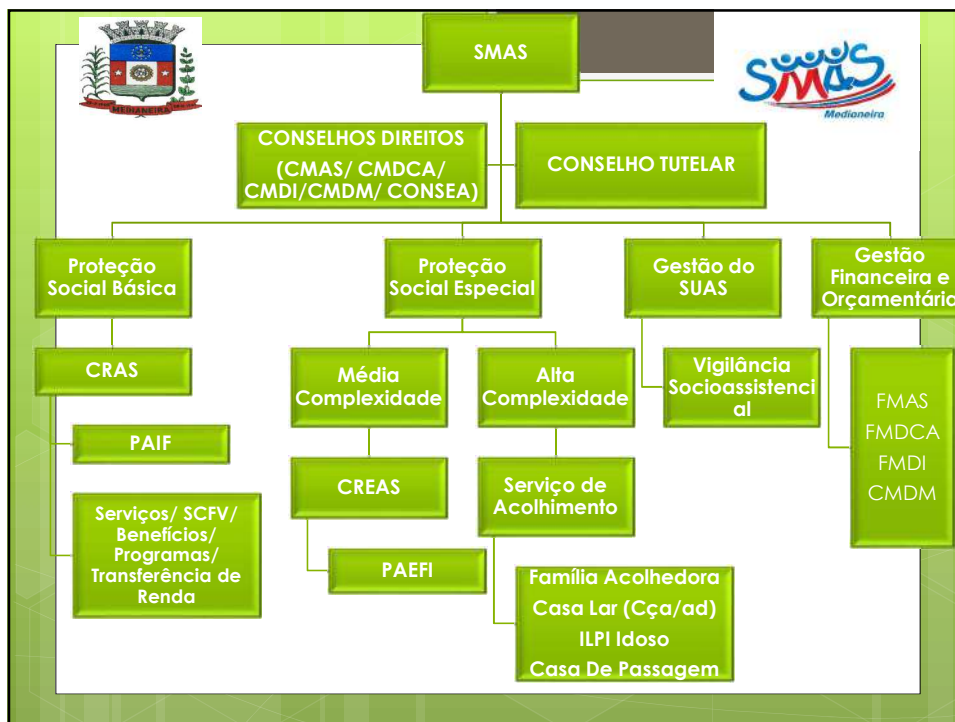 SMAS
MEDIANEIRA
SMAS
Medianeira
CONSELHOS DIREITOS
(CMAS/ CMDCA/
CMDI/CMDM/ CONSEA)
CONSELHO TUTELAR
Proteção
Social Básica
Proteção
Social Especial
Gestão do
SUAS
Gestão
Financeira e
Orçamentária
CRAS
Média
Complexidade
Alta
Complexidade
Vigilância
Socioassistenci
al
FMAS
FMDCA
FMDI
CMDM
PAIF
CREAS
Serviço de
Acolhimento
Serviços/ SCFV/
Benefícios/
Programas/
Transferência de
Renda
PAEFI
Família Acolhedora
Casa Lar (Cça/ad)
ILPI Idoso
Casa De Passagem